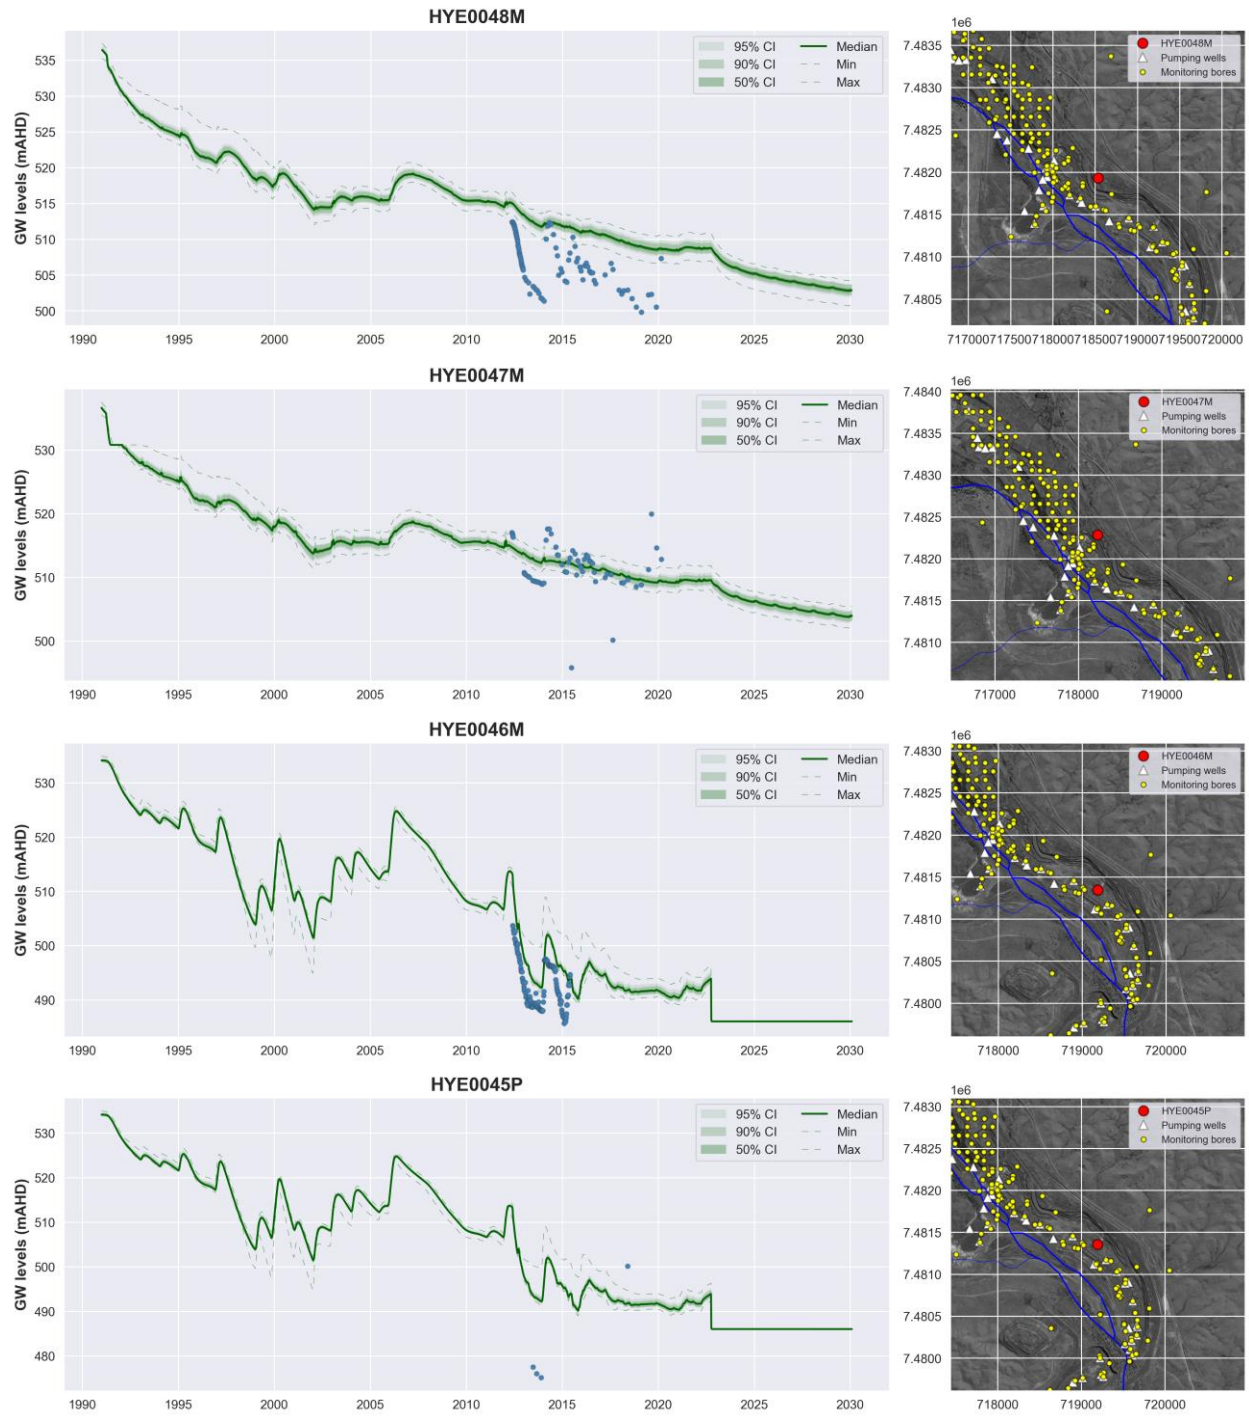 HYE0048M
GW levels (mAHD)
535
530
525
520
515
510
505
500
1990 1995 2000 2005 2010 2015 2020 2025 2030
95% CI Median
90% CI Min
50% CI Max
1e6
7.4835
7.4830
7.4825
7.4820
7.4815
7.4810
7.4805
717000 717500 718000 718500 719000 719500 720000
HYE0048M
Pumping wells
Monitoring bores
HYE0047M
GW levels (mAHD)
530
520
510
500
1990 1995 2000 2005 2010 2015 2020 2025 2030
95% CI Median
90% CI Min
50% CI Max
1e6
7.4840
7.4835
7.4830
7.4825
7.4820
7.4815
7.4810
717000 718000 719000
HYE0047M
Pumping wells
Monitoring bores
HYE0046M
GW levels (mAHD)
530
520
510
500
490
1990 1995 2000 2005 2010 2015 2020 2025 2030
95% CI Median
90% CI Min
50% CI Max
1e6
7.4830
7.4825
7.4820
7.4815
7.4810
7.4805
7.4800
718000 719000 720000
HYE0046M
Pumping wells
Monitoring bores
HYE0045P
GW levels (mAHD)
530
520
510
500
490
480
1990 1995 2000 2005 2010 2015 2020 2025 2030
95% CI Median
90% CI Min
50% CI Max
1e6
7.4830
7.4825
7.4820
7.4815
7.4810
7.4805
7.4800
718000 719000 720000
HYE0045P
Pumping wells
Monitoring bores